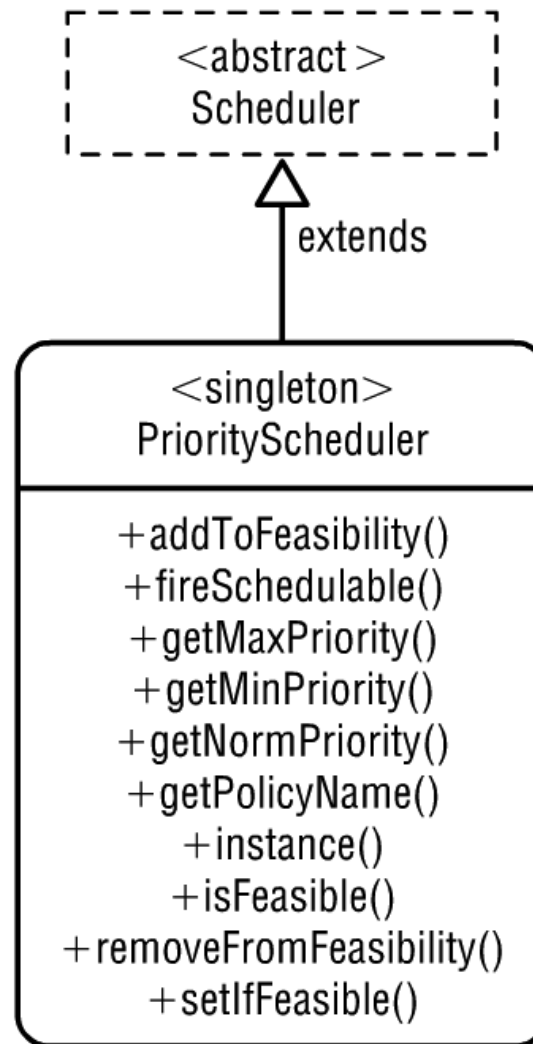 <abstract>
Scheduler
extends
<singleton>
PriorityScheduler
+addToFeasibility()
+fireSchedulable()
+getMaxPriority()
+getMinPriority()
+getNormPriority()
+getPolicyName()
+instance()
+isFeasible()
+removeFromFeasibility()
+setIfFeasible()